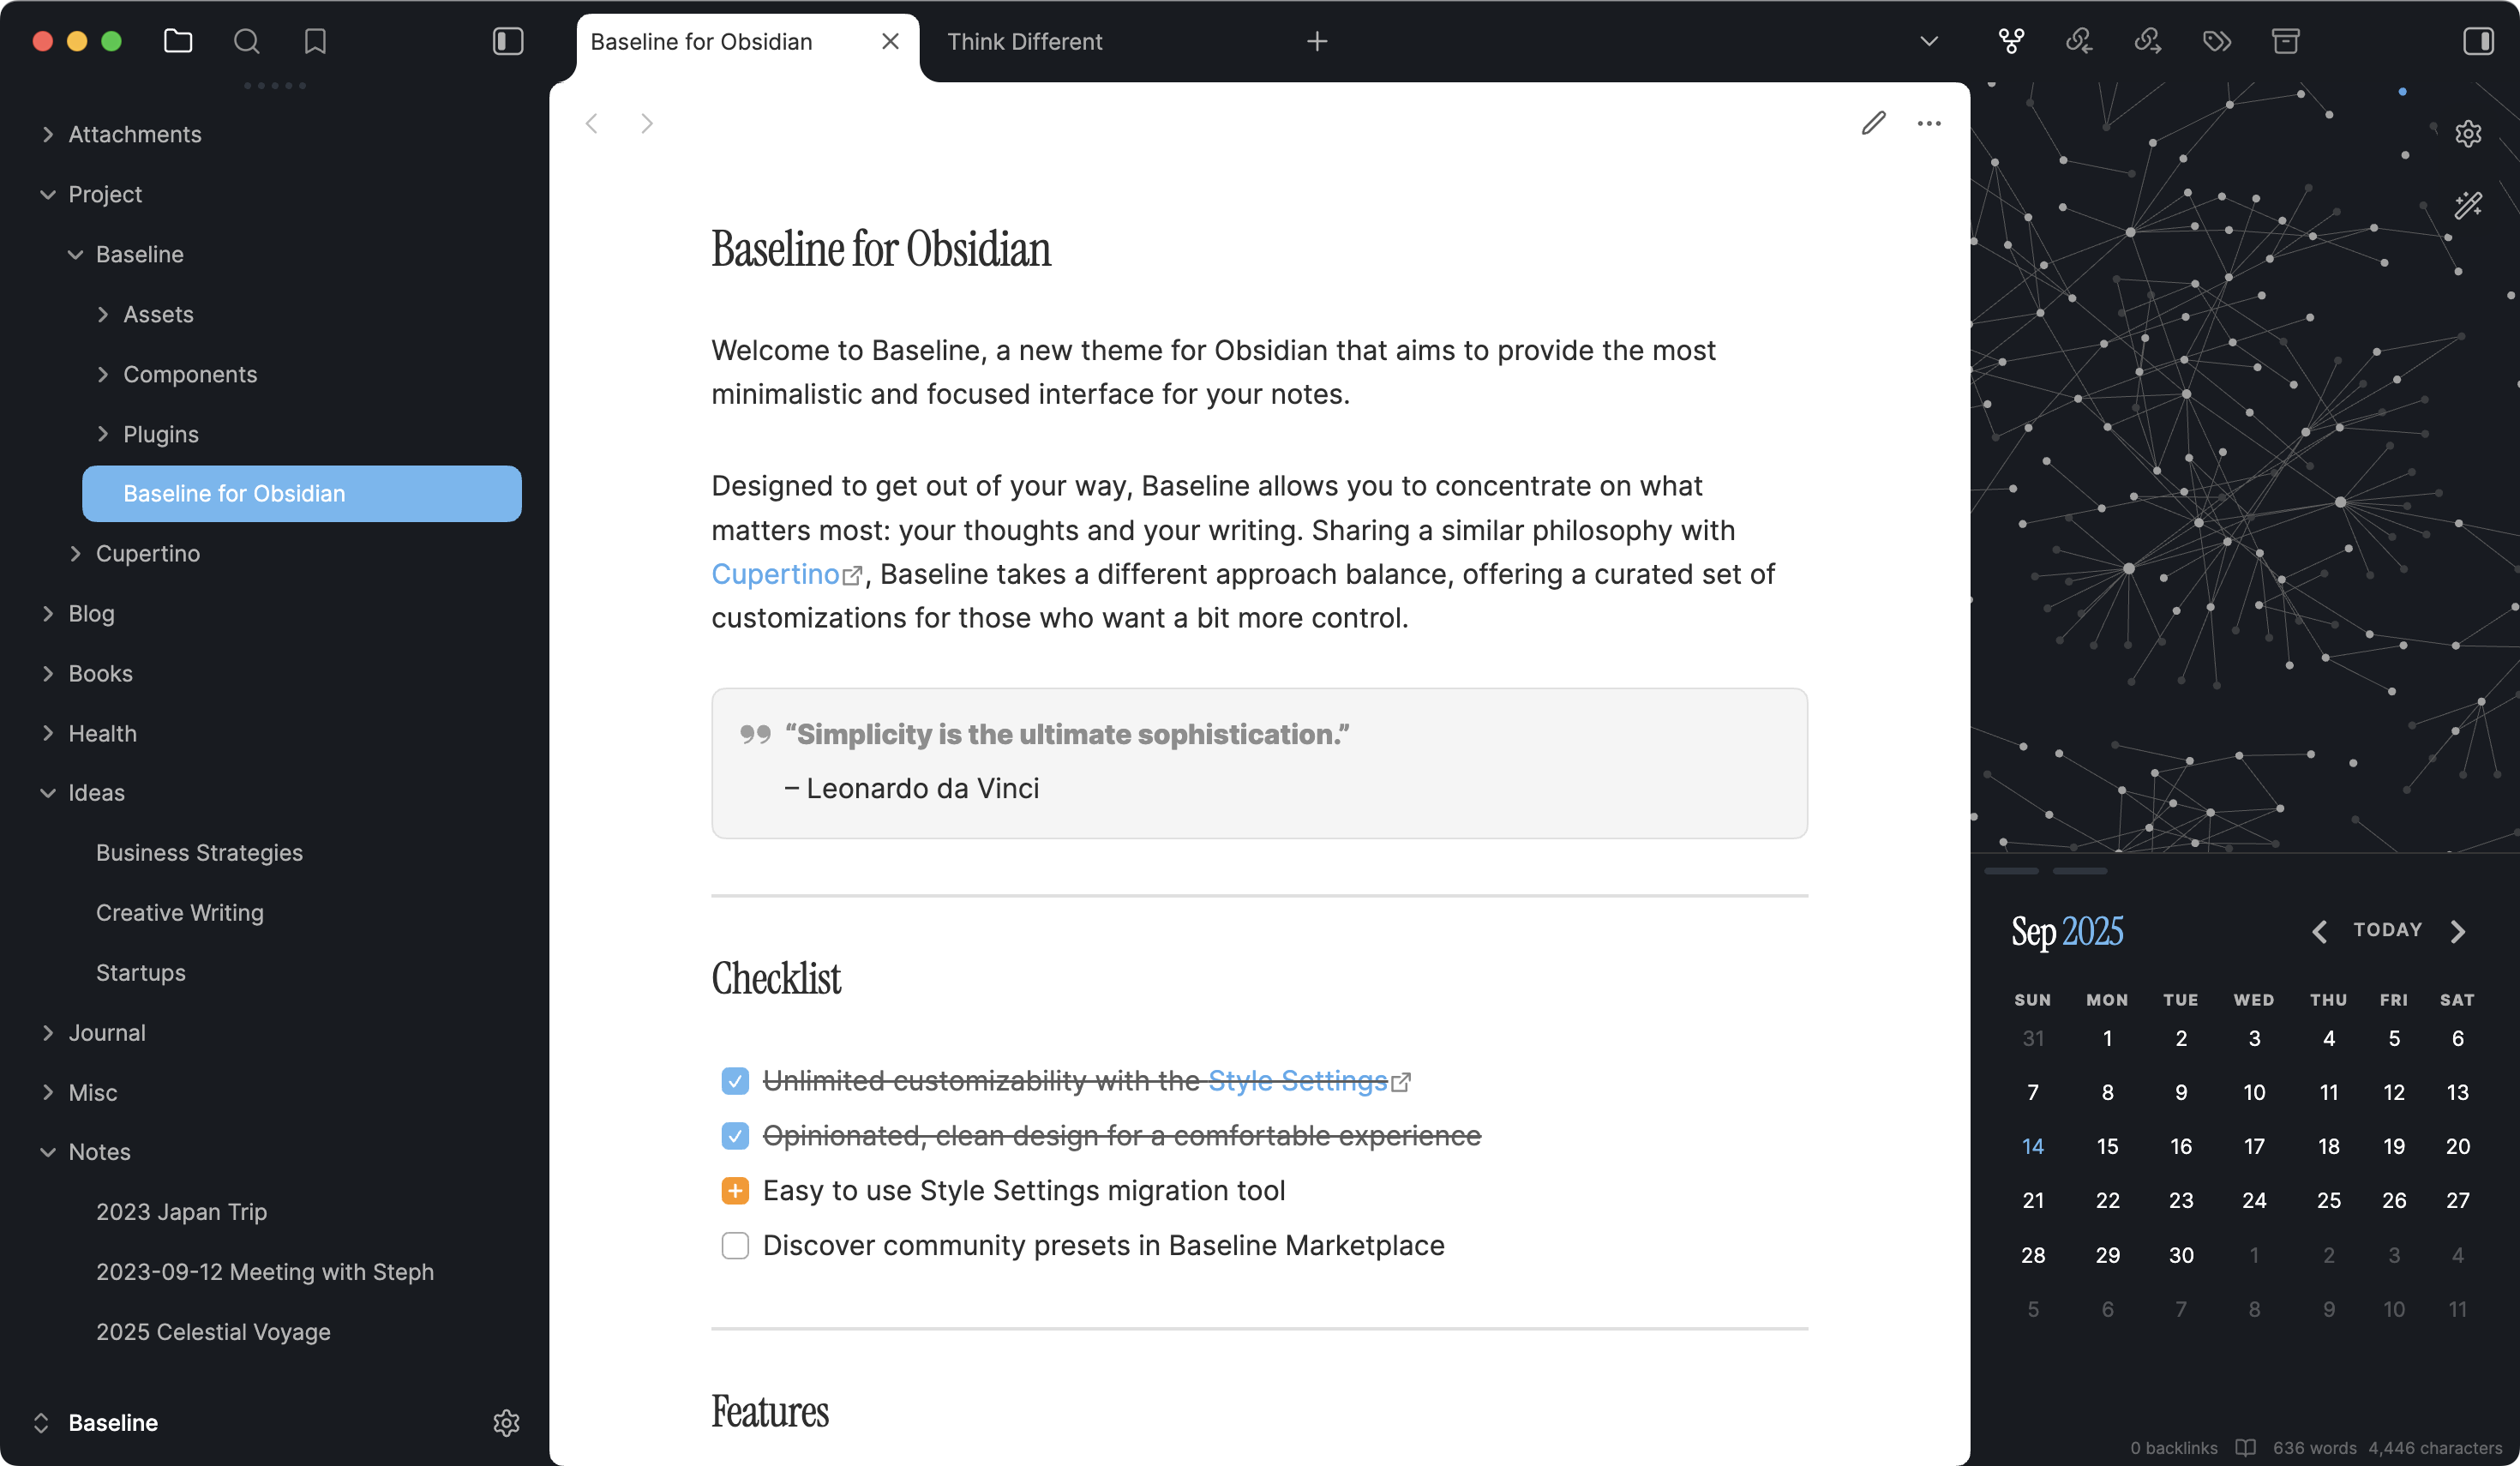 Baseline for Obsidian
Think Different
Attachments
Project
Baseline
Assets
Components
Plugins
Baseline for Obsidian
Cupertino
Blog
Books
Health
Ideas
Business Strategies
Creative Writing
Startups
Journal
Misc
Notes
2023 Japan Trip
2023-09-12 Meeting with Steph
2025 Celestial Voyage
Baseline
Baseline for Obsidian
Welcome to Baseline, a new theme for Obsidian that aims to provide the most
minimalistic and focused interface for your notes.
Designed to get out of your way, Baseline allows you to concentrate on what
matters most: your thoughts and your writing. Sharing a similar philosophy with
Cupertino, Baseline takes a different approach balance, offering a curated set of
customizations for those who want a bit more control.
“Simplicity is the ultimate sophistication.”
– Leonardo da Vinci
Checklist
Unlimited customizability with the Style Settings
Opinionated, clean design for a comfortable experience
Easy to use Style Settings migration tool
Discover community presets in Baseline Marketplace
Features
Sep 2025
TODAY
SUN MON TUE WED THU FRI SAT
31 1 2 3 4 5 6
7 8 9 10 11 12 13
14 15 16 17 18 19 20
21 22 23 24 25 26 27
28 29 30 1 2 3 4
5 6 7 8 9 10 11
0 backlinks 636 words 4,446 characters